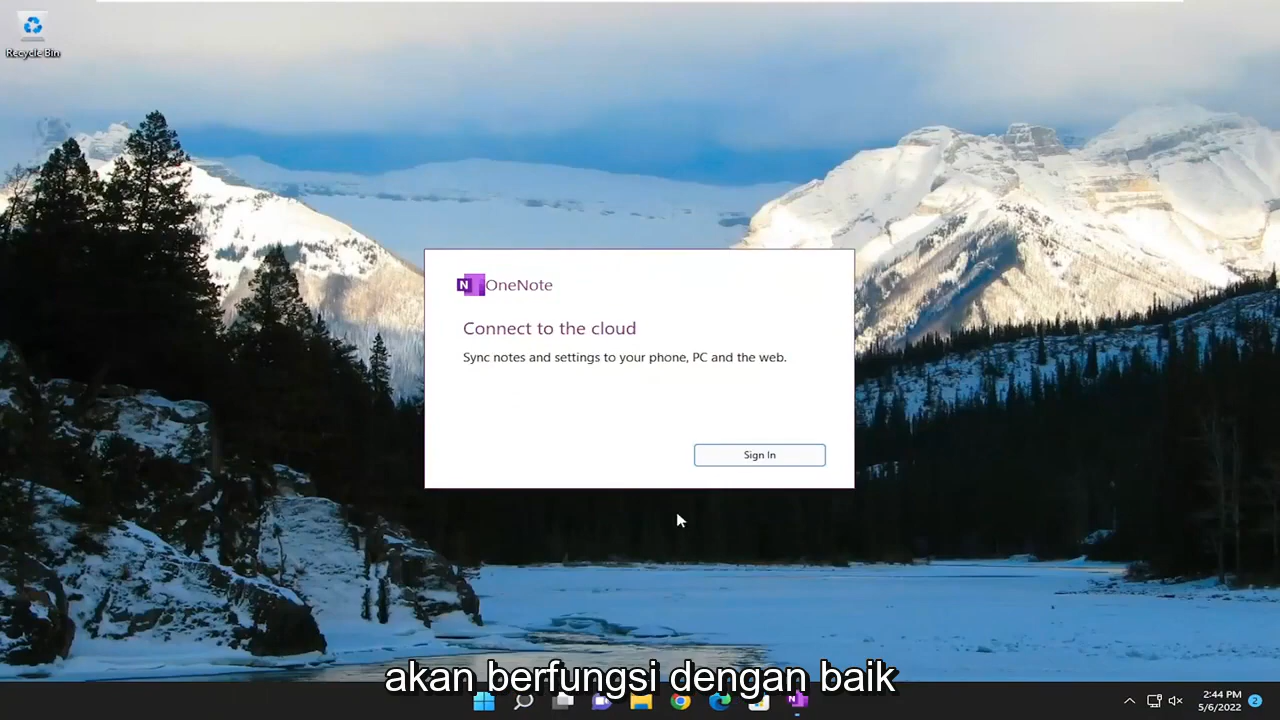 Recycle Bin
N OneNote
Connect to the cloud
Sync notes and settings to your phone, PC and the web.
Sign In
akan berfungsi dengan baik
2:44 PM
5/6/2022
2